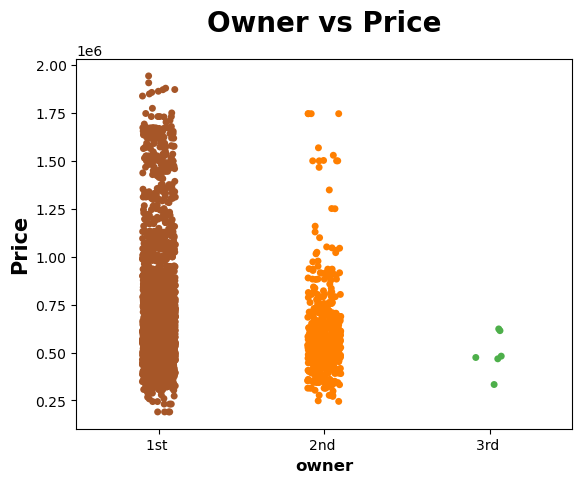 Owner vs Price
1e6
2.00
1.75
1.50
1.25
1.00
0.75
0.50
0.25
Price
1st
2nd
3rd
owner